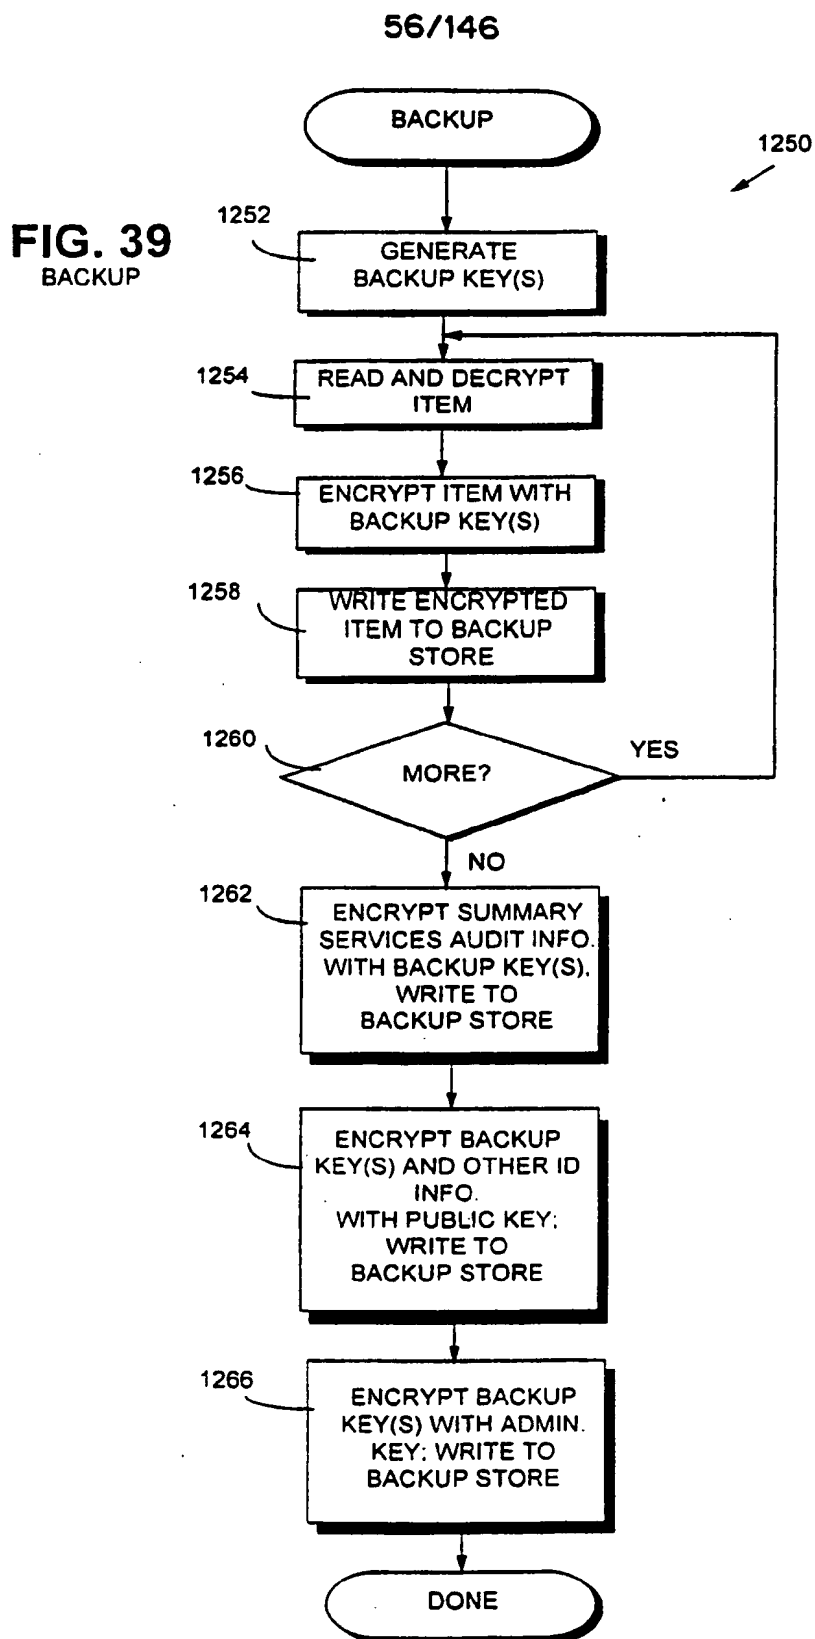 56/146
BACKUP
1250
1252
FIG. 39
BACKUP
GENERATE
BACKUP KEY(S)
1254
READ AND DECRYPT
ITEM
1256
ENCRYPT ITEM WITH
BACKUP KEY(S)
1258
WRITE ENCRYPTED
ITEM TO BACKUP
STORE
1260
MORE?
YES
NO
1262
ENCRYPT SUMMARY
SERVICES AUDIT INFO.
WITH BACKUP KEY(S).
WRITE TO
BACKUP STORE
1264
ENCRYPT BACKUP
KEY(S) AND OTHER ID
INFO.
WITH PUBLIC KEY;
WRITE TO
BACKUP STORE
1266
ENCRYPT BACKUP
KEY(S) WITH ADMIN.
KEY; WRITE TO
BACKUP STORE
DONE